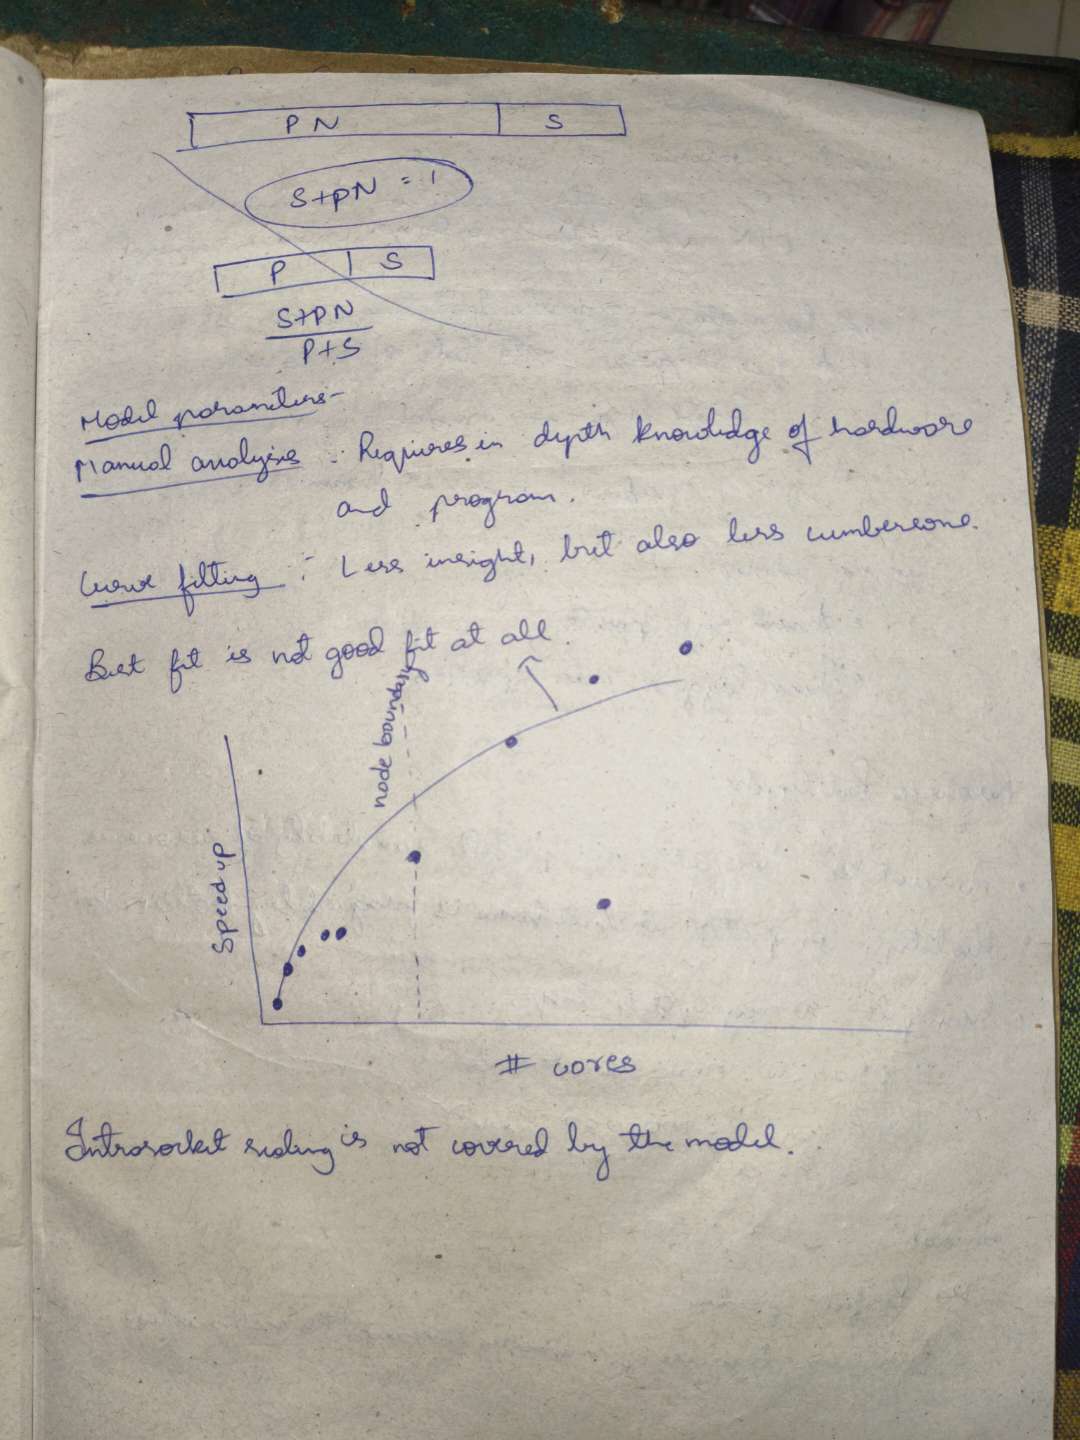 PN S
S+PN = 1
P S
S+PN
P+S
Model parameters-
Manual analysis : Requires in depth knowledge of hardware
and program.
Curve fitting : Less insight, but also less cumbersome.
But fit is not good fit at all.
node boundary
Speed up
# cores
Intrasocket scaling is not covered by the model.